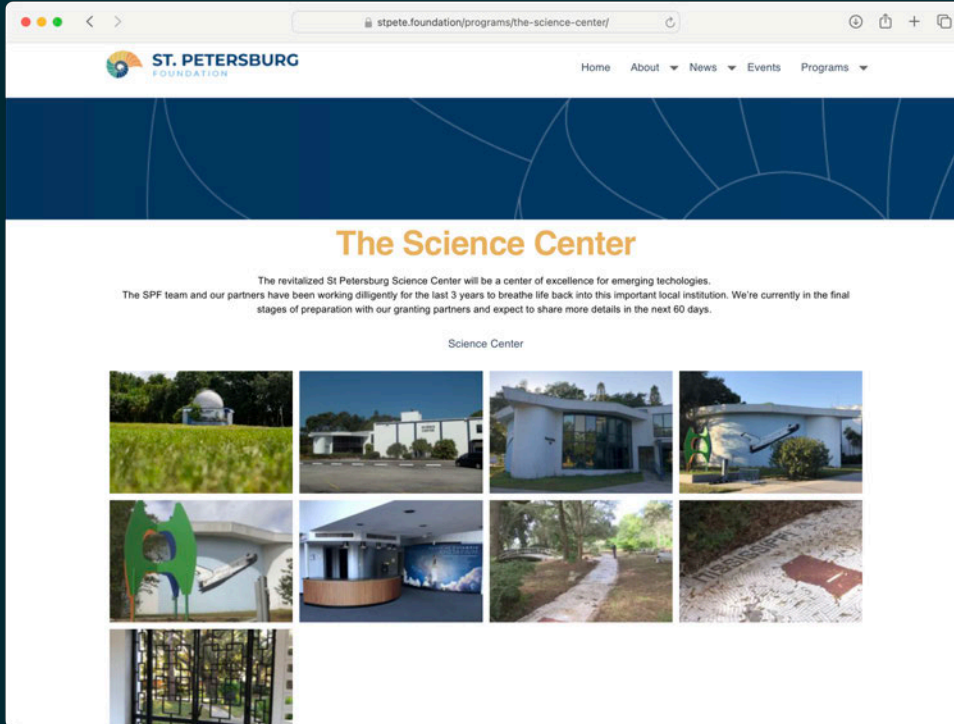 stpete.foundation/programs/the-science-center/
ST. PETERSBURG
FOUNDATION
Home About News Events Programs
The Science Center
The revitalized St Petersburg Science Center will be a center of excellence for emerging techologies.
The SPF team and our partners have been working dilligently for the last 3 years to breathe life back into this important local institution. We're currently in the final
stages of preparation with our granting partners and expect to share more details in the next 60 days.
Science Center
SCIENCE
CENTER